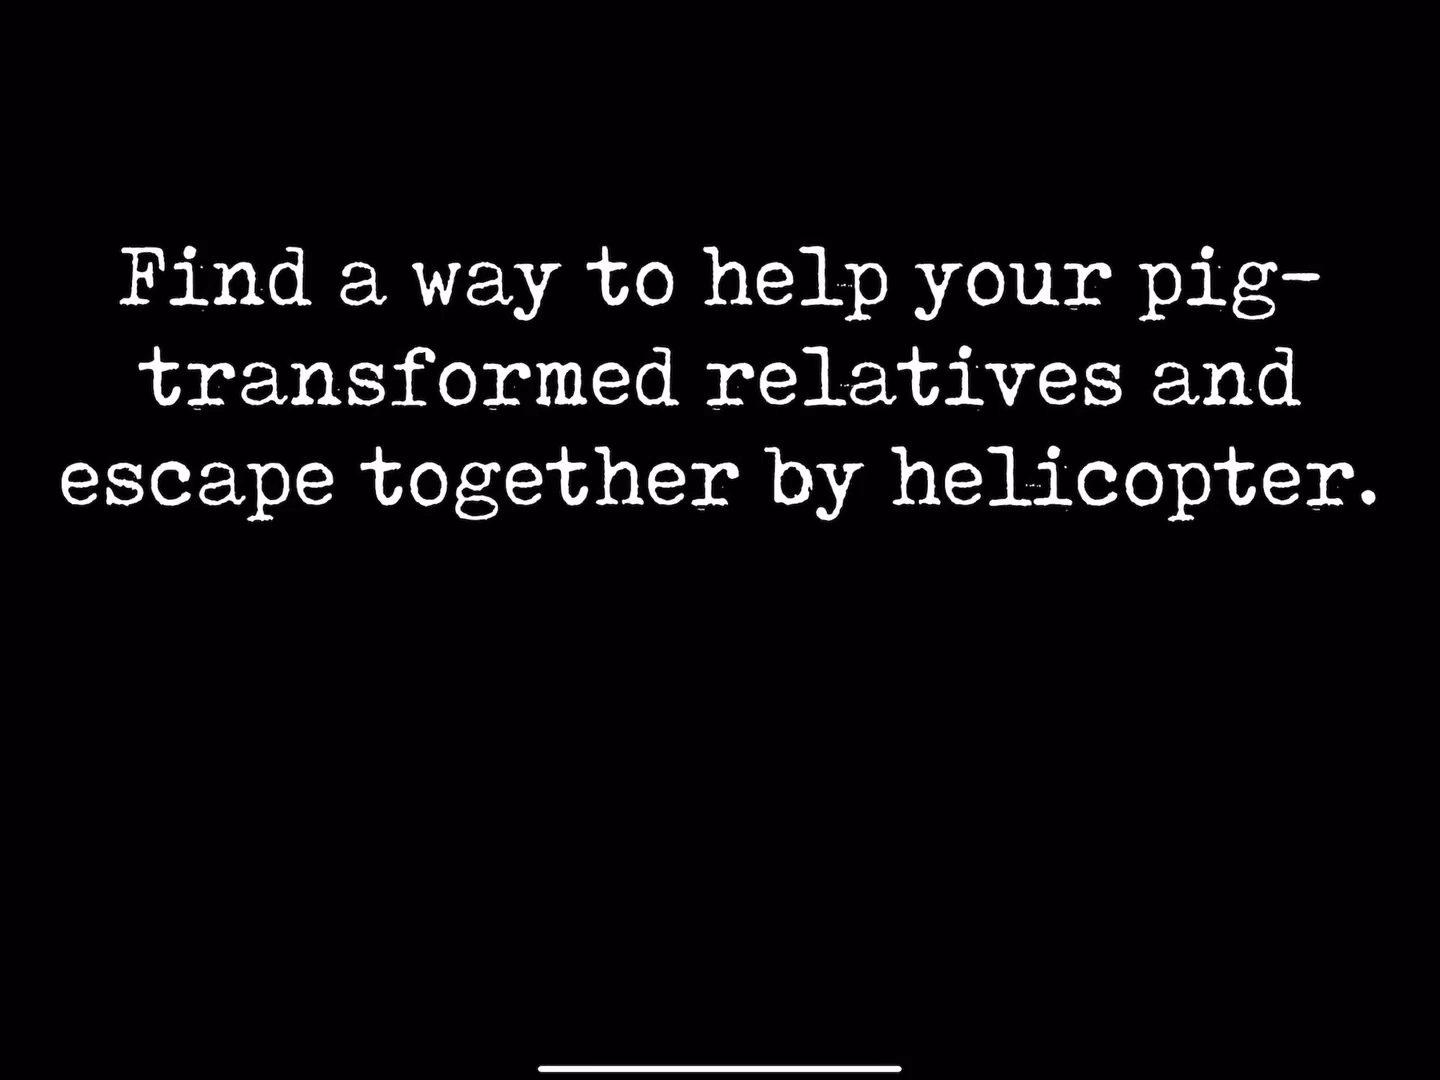 Find a way to help your pig-
transformed relatives and
escape together by helicopter.